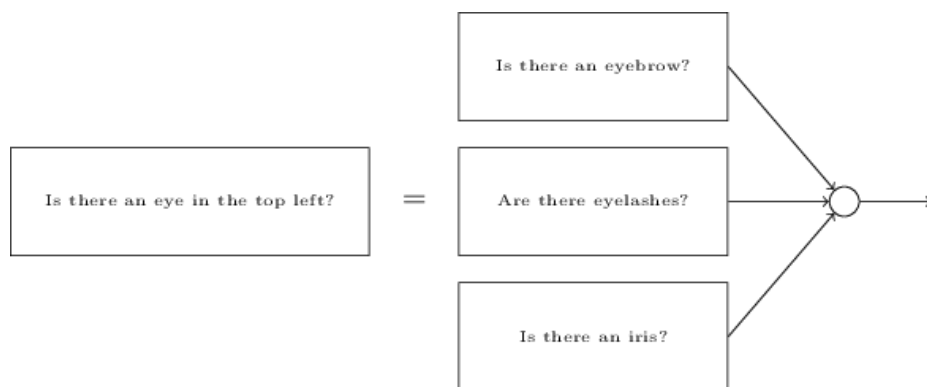 Is there an eyebrow?
Is there an eye in the top left?
=
Are there eyelashes?
Is there an iris?